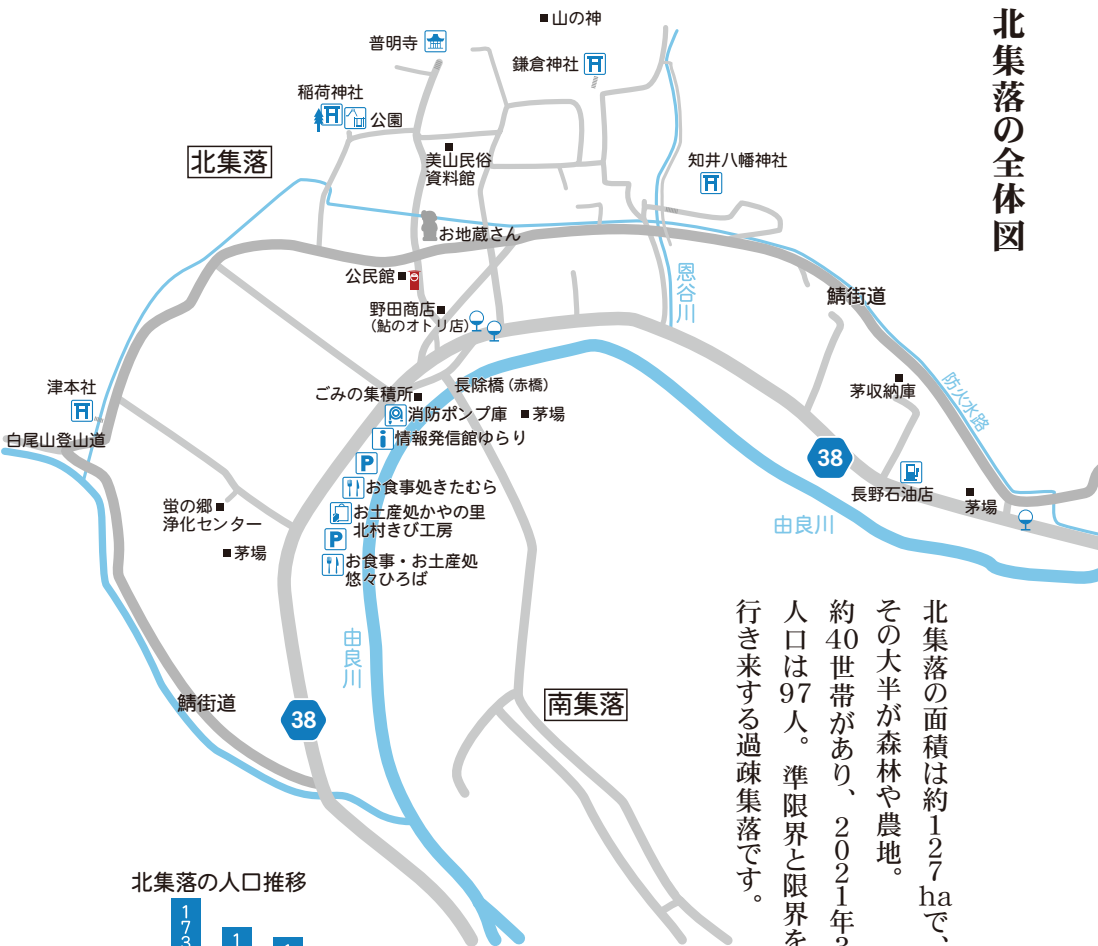 北集落の全体図
山の神
普明寺
鎌倉神社
稲荷神社
公園
北集落
美山民俗
資料館
知井八幡神社
お地蔵さん
公民館
恩谷川
鯖街道
野田商店
(鮎のオトリ店)
津本社
ごみの集積所
長除橋(赤橋)
茅収納庫
防火水路
消防ポンプ庫
茅場
白尾山登山道
情報発信館ゆらり
38
P
お食事処きたむら
長野石油店
茅場
蛍の郷
浄化センター
お土産処かやの里
北村きび工房
由良川
P
茅場
お食事・お土産処
悠々ひろば
由良川
鯖街道
38
南集落
北集落の面積は約127haで、
その大半が森林や農地。
約40世帯があり、2021年
人口は97人。準限界と限界を
行き来する過疎集落です。
北集落の人口推移
173
1